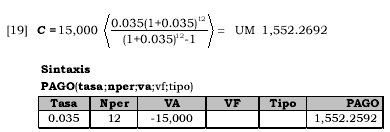 [19] C = 15,000 ⟨0.035(1+0.035)^12 / (1+0.035)^12-1⟩ = UM 1,552.2692
Sintaxis
PAGO(tasa;nper;va;vf;tipo)
Tasa Nper VA VF Tipo PAGO
0.035 12 -15,000 1,552.2592